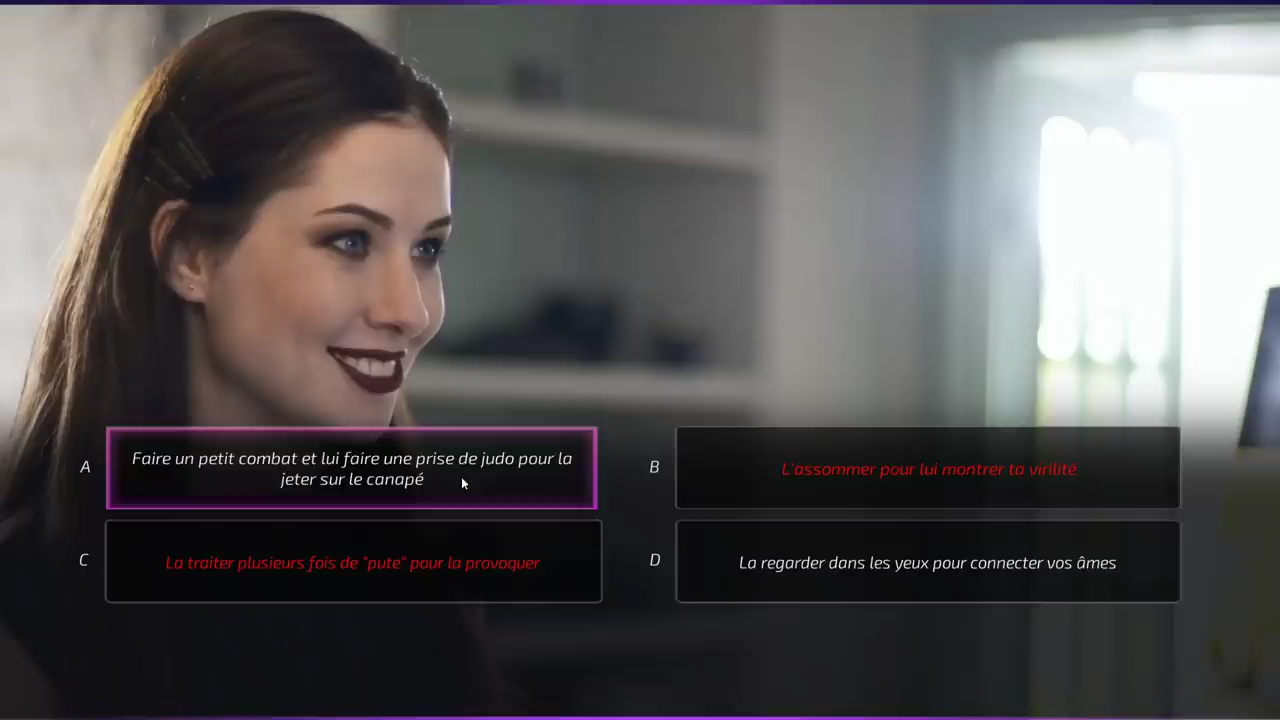 A
Faire un petit combat et lui faire une prise de judo pour la
jeter sur le canapé
B
L'assommer pour lui montrer ta virilité
C
La traiter plusieurs fois de "pute" pour la provoquer
D
La regarder dans les yeux pour connecter vos âmes